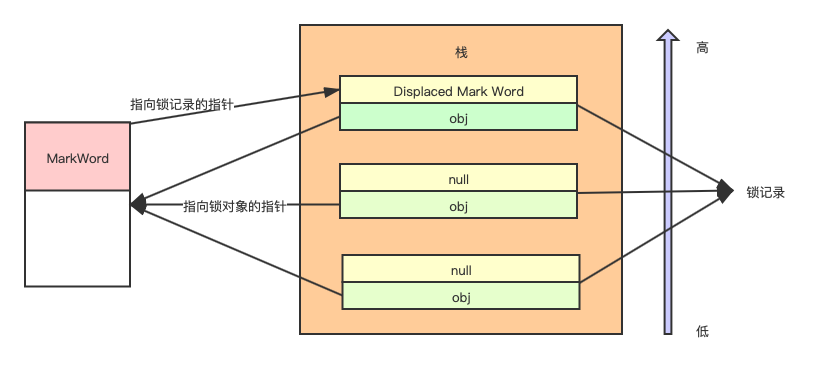 栈
高
指向锁记录的指针
Displaced Mark Word
obj
MarkWord
null
指向锁对象的指针
obj
锁记录
null
obj
低